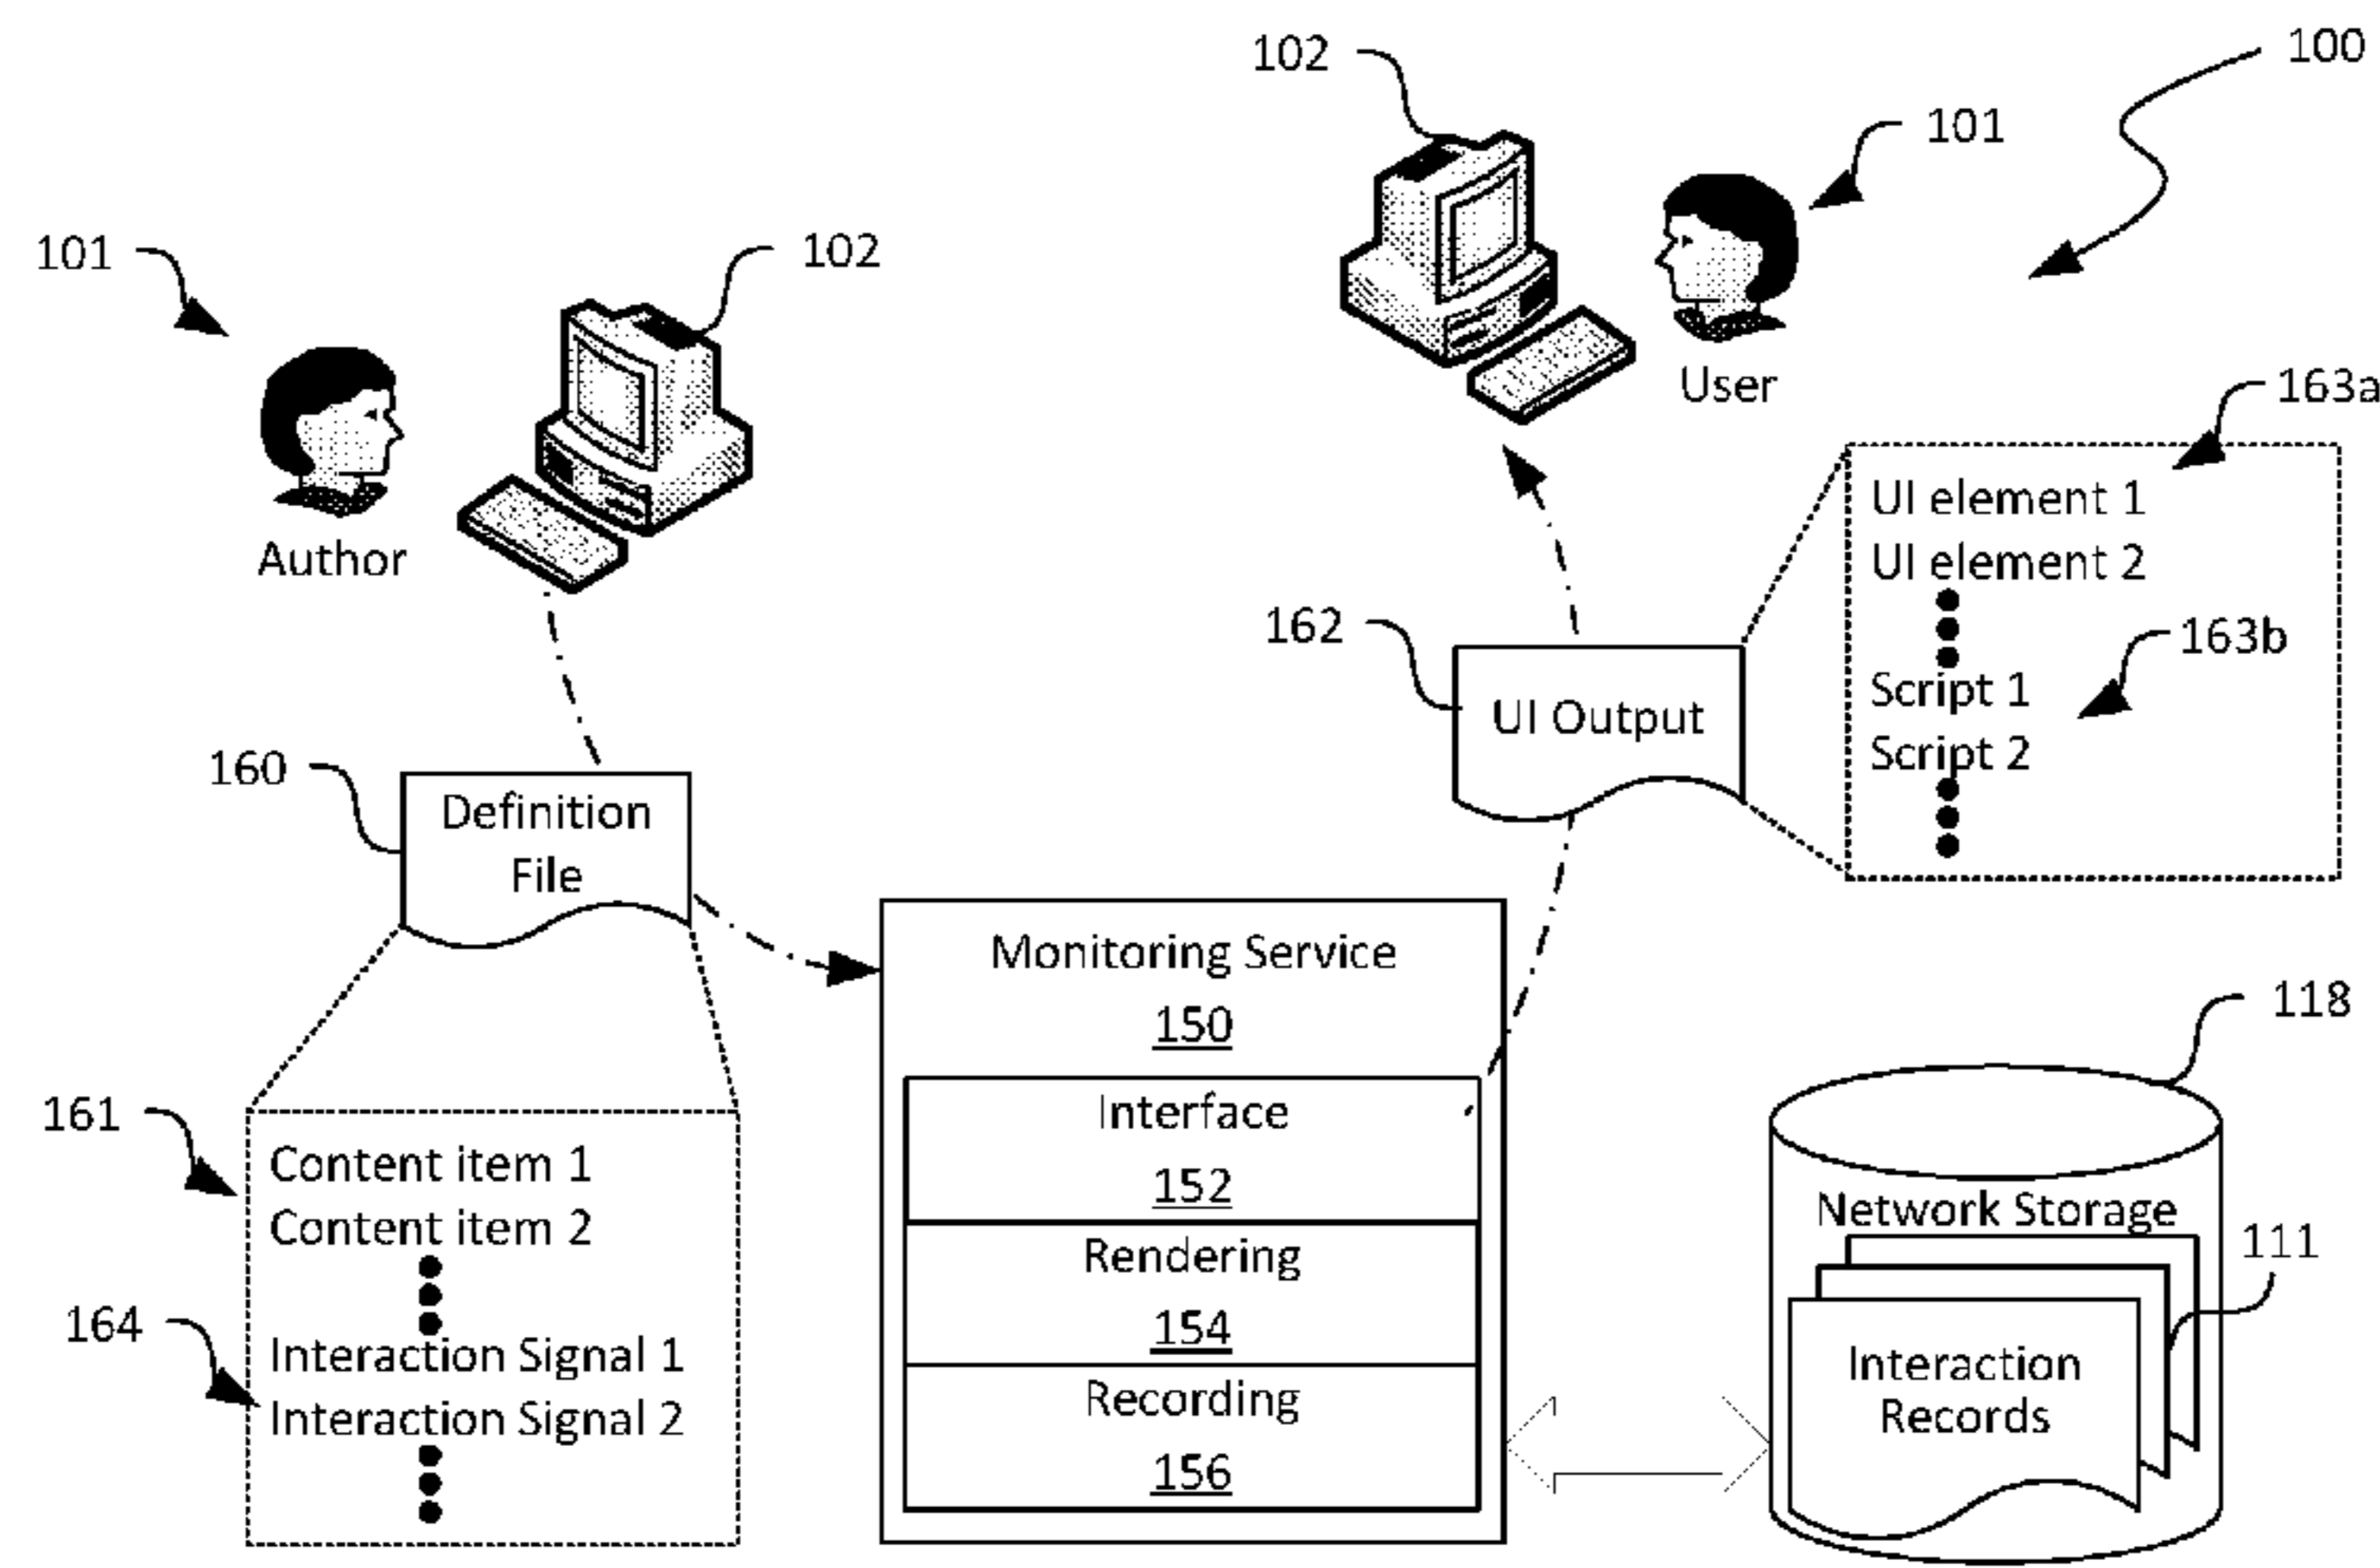 102
100
101
101
102
User
163a
Author
UI element 1
UI element 2
162
163b
UI Output
Script 1
Script 2
160
Definition
File
Monitoring Service
150
118
Interface
152
161
Content item 1
Content item 2
Network Storage
111
Rendering
154
164
Interaction Signal 1
Interaction Signal 2
Interaction
Records
Recording
156